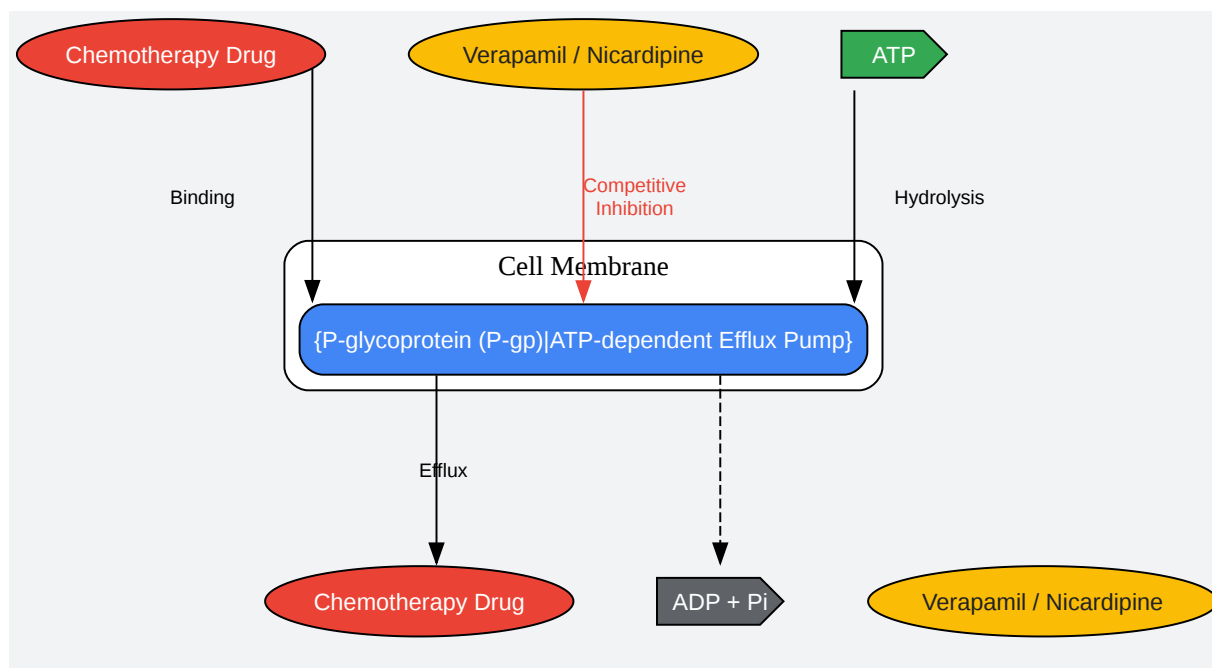 Chemotherapy Drug
Verapamil / Nicardipine
ATP
Binding
Competitive
Inhibition
Hydrolysis
Cell Membrane
{P-glycoprotein (P-gp)|ATP-dependent Efflux Pump}
Efflux
Chemotherapy Drug
ADP + Pi
Verapamil / Nicardipine